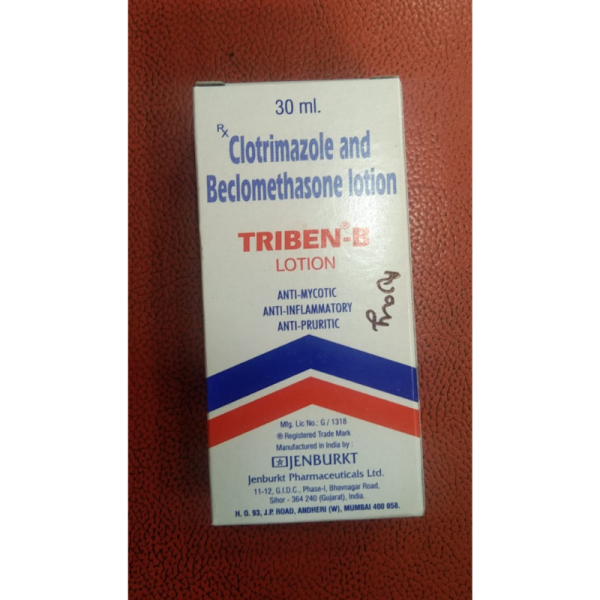 30 ml.
Rx Clotrimazole and
Beclomethasone lotion
TRIBEN®-B
LOTION
ANTI-MYCOTIC
ANTI-INFLAMMATORY
ANTI-PRURITIC
Mfg. Lic No.: G / 1318
® Registered Trade Mark
Manufactured in India by :
JENBURKT
Jenburkt Pharmaceuticals Ltd.
11-12, G.I.D.C., Phase-I, Bhavnagar Road,
Sihor - 364 240 (Gujarat), India.
H. O. 93, J.P. ROAD, ANDHERI (W), MUMBAI 400 058.